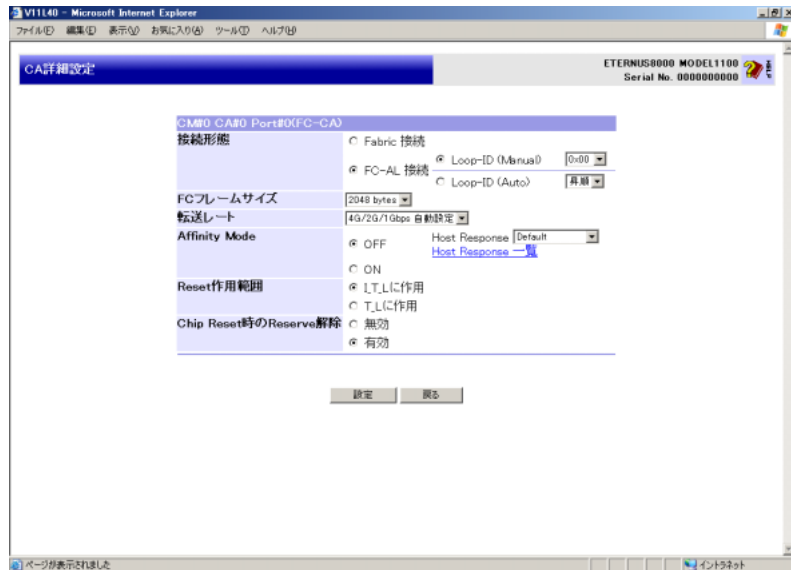 V11L40 - Microsoft Internet Explorer
ファイル(F) 編集(E) 表示(V) お気に入り(A) ツール(T) ヘルプ(H)
CA詳細設定
ETERNUS8000 MODEL1100
Serial No. 0000000000
HELP
CM#0 CA#0 Port#0(FC-CA)
接続形態
Fabric 接続
FC-AL 接続
Loop-ID (Manual) 0x00
Loop-ID (Auto) 昇順
FCフレームサイズ 2048 bytes
転送レート 4G/2G/1Gbps 自動設定
Affinity Mode
OFF Host Response Default
Host Response 一覧
ON
Reset作用範囲 I_T_Lに作用
T_Lに作用
Chip Reset時のReserve解除 無効
有効
設定 戻る
ページが表示されました イントラネット